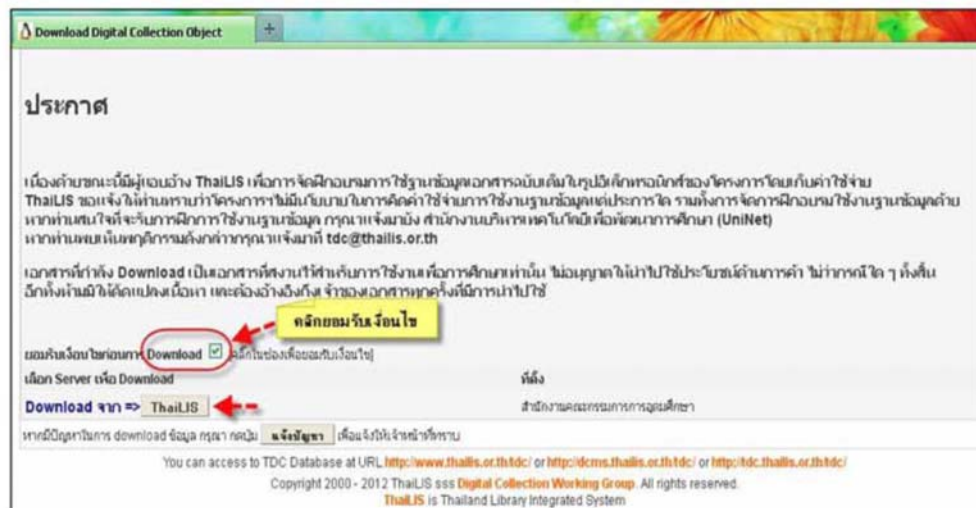 Download Digital Collection Object
ประกาศ
เนื่องด้วยขณะนี้มีผู้แอบอ้าง ThaiLIS เพื่อการจัดฝึกอบรมการใช้ฐานข้อมูลเอกสารฉบับเต็มในรูปอิเล็กทรอนิกส์ของโครงการโดยเก็บค่าใช้จ่าย
ThaiLIS ขอแจ้งให้ท่านทราบว่าโครงการฯไม่มีนโยบายในการคิดค่าใช้จ่ายการใช้งานฐานข้อมูลแต่ประการใด รวมทั้งการจัดการฝึกอบรมใช้งานฐานข้อมูลด้วย
หากท่านสนใจที่จะรับการฝึกการใช้งานฐานข้อมูล กรุณาแจ้งมายัง สำนักงานบริหารเทคโนโลยีเพื่อพัฒนาการศึกษา (UniNet)
หากท่านพบเห็นพฤติกรรมดังกล่าวกรุณาแจ้งมาที่ tdc@thailis.or.th
เอกสารที่กำลัง Download เป็นเอกสารที่สงวนไว้สำหรับการใช้งานเพื่อการศึกษาเท่านั้น ไม่อนุญาตให้นำไปใช้ประโยชน์ด้านการค้า ไม่ว่ากรณีใด ๆ ทั้งสิ้น
อีกทั้งห้ามมิให้ดัดแปลงเนื้อหา และต้องอ้างอิงถึงเจ้าของเอกสารทุกครั้งที่มีการนำไปใช้
คลิกยอมรับเงื่อนไข
ยอมรับเงื่อนไขก่อนการ Download คลิ๊กในช่องเพื่อยอมรับเงื่อนไข]
เลือก Server เพื่อ Download ที่ตั้ง
Download จาก => ThaiLIS สำนักงานคณะกรรมการการอุดมศึกษา
หากมีปัญหาในการ download ข้อมูล กรุณา กดปุ่ม แจ้งปัญหา เพื่อแจ้งให้เจ้าหน้าที่ทราบ
You can access to TDC Database at URL http://www.thailis.or.th/tdc/ or http://dcms.thailis.or.th/tdc/ or http://tdc.thailis.or.th/tdc/
Copyright 2000 - 2012 ThaiLIS sss Digital Collection Working Group. All rights reserved.
ThaiLIS is Thailand Library Integrated System